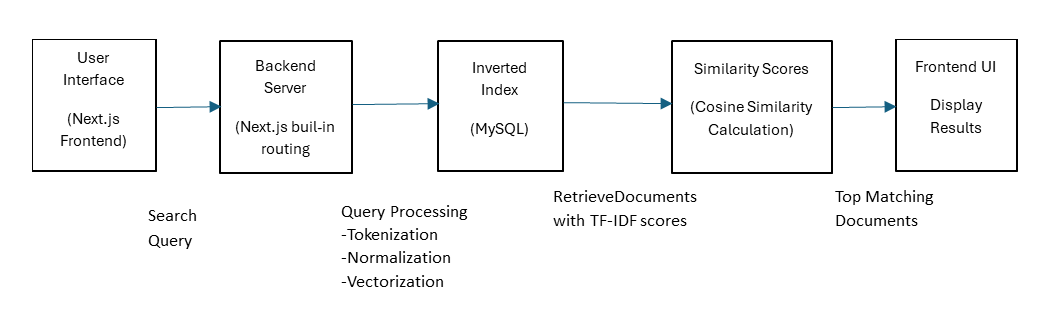 User
Interface
(Next.js
Frontend)
Backend
Server
(Next.js buil-in
routing
Inverted
Index
(MySQL)
Similarity Scores
(Cosine Similarity
Calculation)
Frontend UI
Display
Results
Search
Query
Query Processing
-Tokenization
-Normalization
-Vectorization
RetrieveDocuments
with TF-IDF scores
Top Matching
Documents